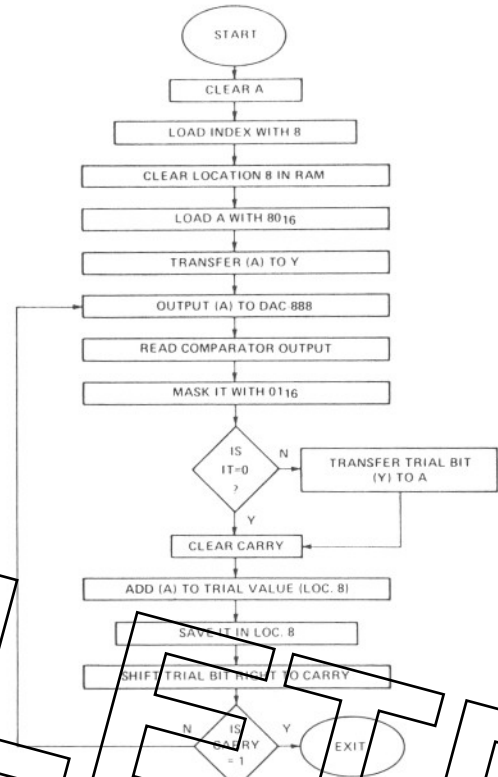 START
CLEAR A
LOAD INDEX WITH 8
CLEAR LOCATION 8 IN RAM
LOAD A WITH 80₁₆
TRANSFER (A) TO Y
OUTPUT (A) TO DAC-888
READ COMPARATOR OUTPUT
MASK IT WITH 01₁₆
IS
IT=0
?
N
TRANSFER TRIAL BIT
(Y) TO A
Y
CLEAR CARRY
ADD (A) TO TRIAL VALUE (LOC. 8)
SAVE IT IN LOC. 8
SHIFT TRIAL BIT RIGHT TO CARRY
N
IS
CARRY
= 1
Y
EXIT